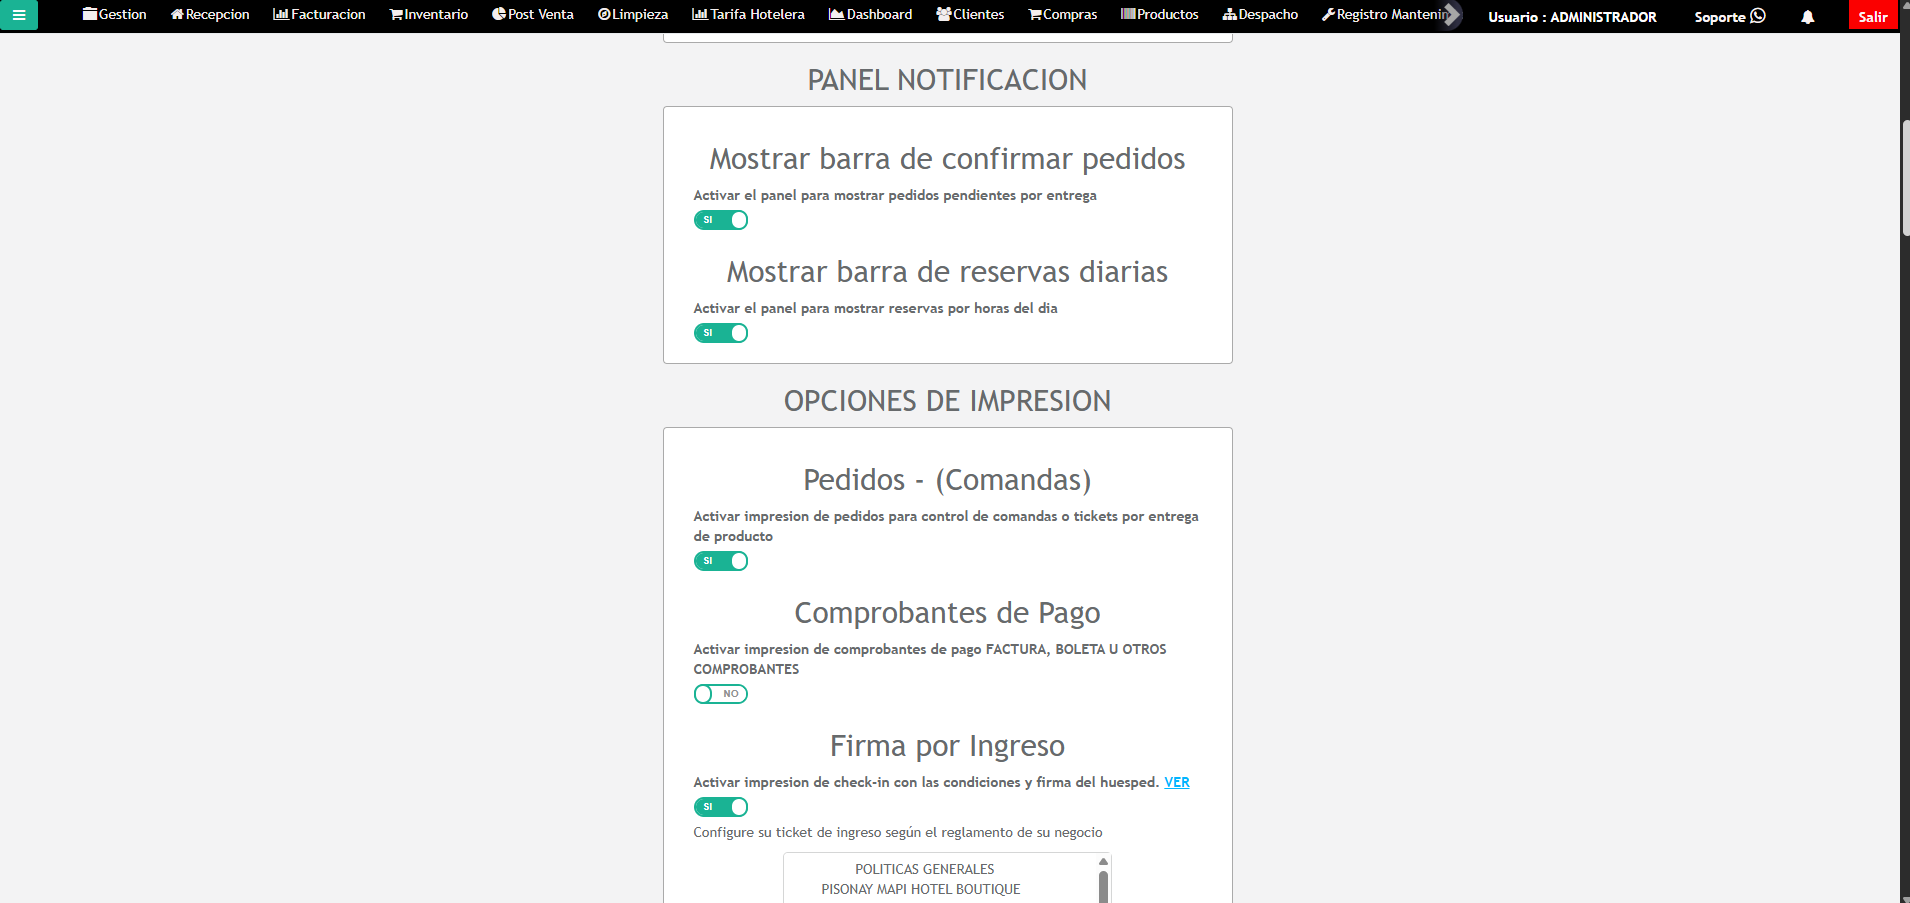 Gestion Recepcion Facturacion Inventario Post Venta Limpieza Tarifa Hotelera Dashboard Clientes Compras Productos Despacho Registro Usuario : ADMINISTRADOR Soporte Salir
PANEL NOTIFICACION
Mostrar barra de confirmar pedidos
Activar el panel para mostrar pedidos pendientes por entrega
SI
Mostrar barra de reservas diarias
Activar el panel para mostrar reservas por horas del dia
SI
OPCIONES DE IMPRESION
Pedidos - (Comandas)
Activar impresion de pedidos para control de comandas o tickets por entrega
de producto
SI
Comprobantes de Pago
Activar impresion de comprobantes de pago FACTURA, BOLETA U OTROS
COMPROBANTES
NO
Firma por Ingreso
Activar impresion de check-in con las condiciones y firma del huesped. VER
SI
Configure su ticket de ingreso según el reglamento de su negocio
POLITICAS GENERALES
PISONAY MAPI HOTEL BOUTIQUE